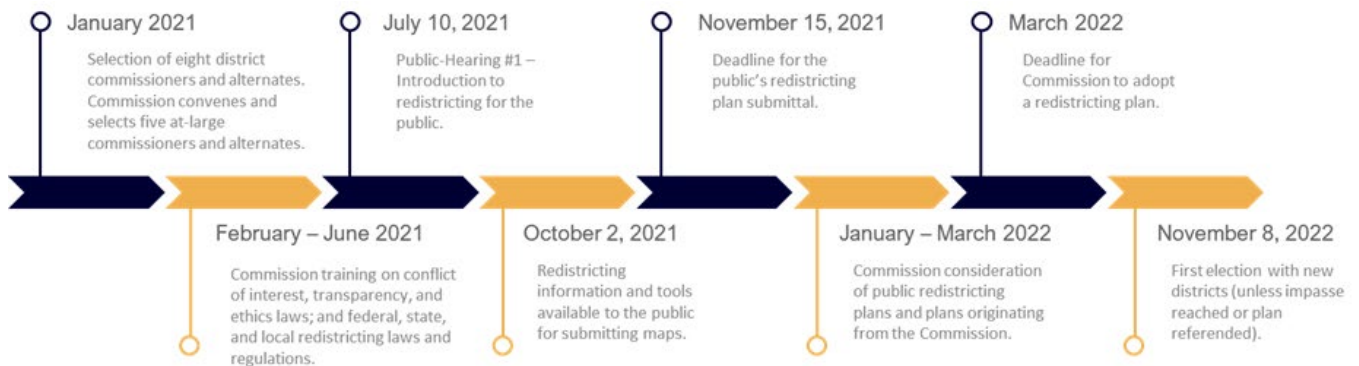 January 2021
Selection of eight district
commissioners and alternates.
Commission convenes and
selects five at-large
commissioners and alternates.
February – June 2021
Commission training on conflict
of interest, transparency, and
ethics laws; and federal, state,
and local redistricting laws and
regulations.
July 10, 2021
Public-Hearing #1 –
Introduction to
redistricting for the
public.
October 2, 2021
Redistricting
information and tools
available to the public
for submitting maps.
November 15, 2021
Deadline for the
public's redistricting
plan submittal.
January – March 2022
Commission consideration
of public redistricting
plans and plans originating
from the Commission.
March 2022
Deadline for
Commission to adopt
a redistricting plan.
November 8, 2022
First election with new
districts (unless impasse
reached or plan
referended).